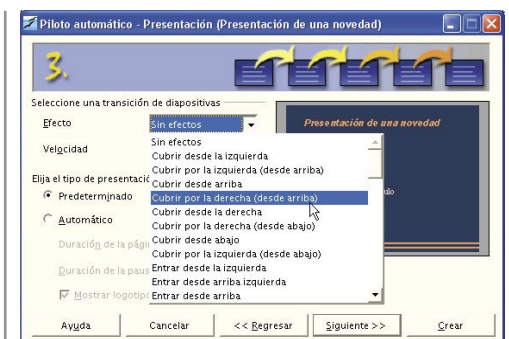 Piloto automático - Presentación (Presentación de una novedad)
3.
Seleccione una transición de diapositivas
Efecto
Sin efectos
Velocidad
Presentación de una novedad
Sin efectos
Cubrir desde la izquierda
Cubrir por la izquierda (desde arriba)
Cubrir desde arriba
Cubrir por la derecha (desde arriba)
Cubrir desde la derecha
Cubrir por la derecha (desde abajo)
Cubrir desde abajo
Cubrir por la izquierda (desde abajo)
Entrar desde la izquierda
Entrar desde arriba izquierda
Entrar desde arriba
Elija el tipo de presentació
Predeterminado
Automático
Duración de la págin
Duración de la paus
Mostrar logotipo
Ayuda
Cancelar
<< Regresar
Siguiente >>
Crear